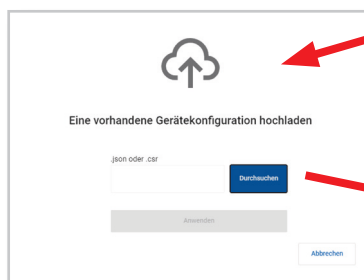 Eine vorhandene Gerätekonfiguration hochladen
.json oder .csr
Durchsuchen
Anwenden
Abbrechen